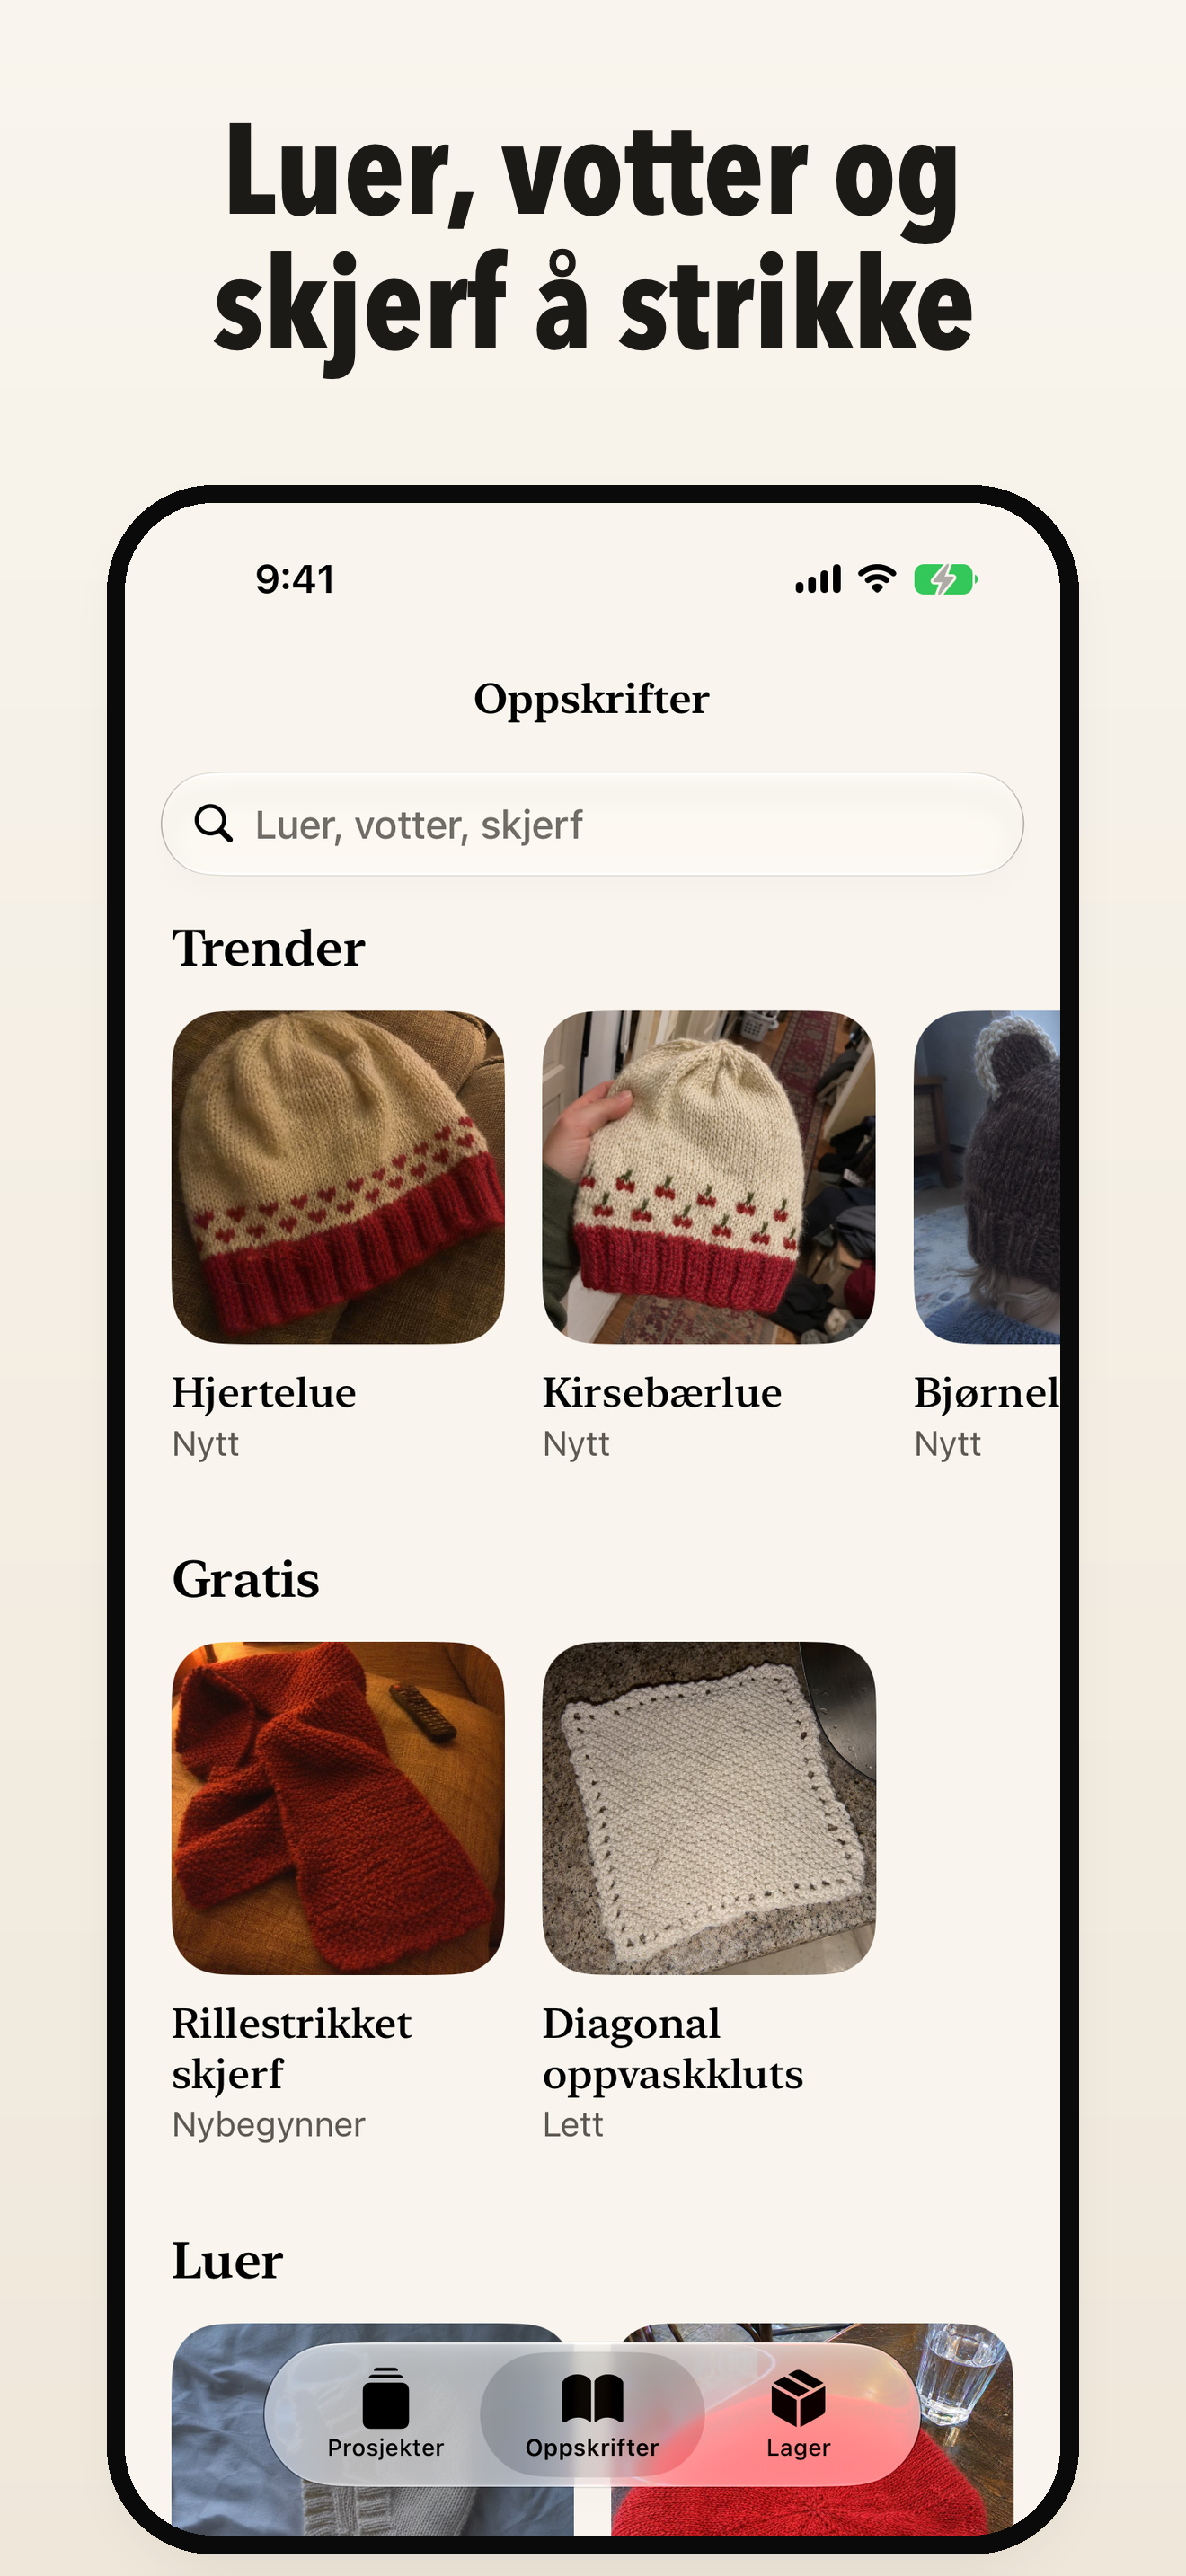 Luer, votter og
skjerf å strikke
9:41
Oppskrifter
Luer, votter, skjerf
Trender
Hjertelue
Nytt
Kirsebærlue
Nytt
Bjørnel
Nytt
Gratis
Rillestrikket
skjerf
Nybegynner
Diagonal
oppvaskkluts
Lett
Luer
Prosjekter
Oppskrifter
Lager